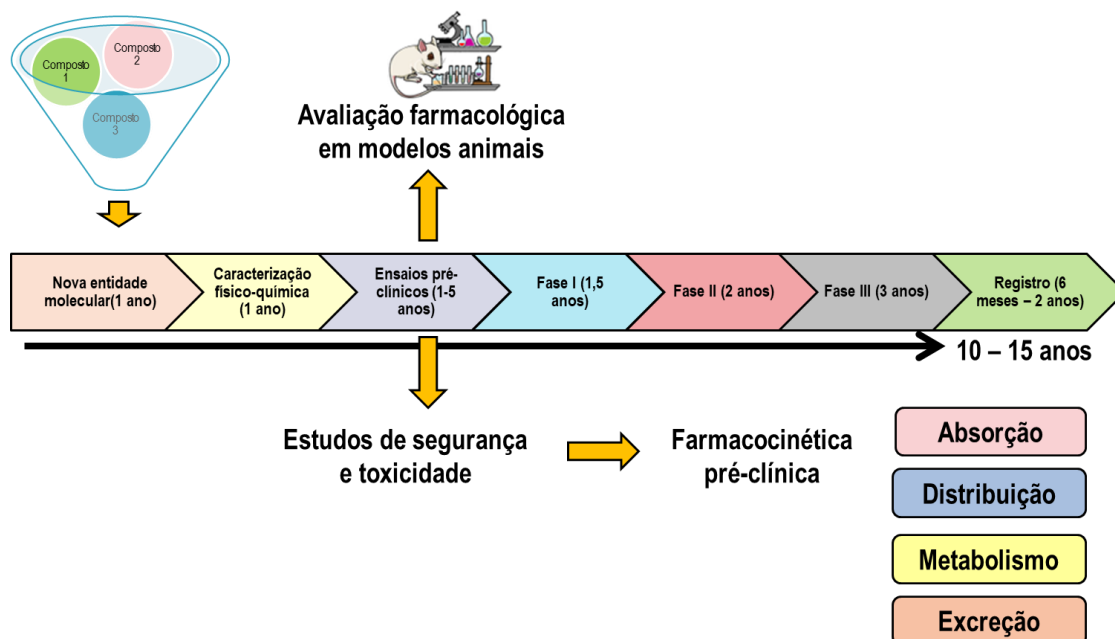 Composto
1
Composto
2
Composto
3
Avaliação farmacológica
em modelos animais
Nova entidade
molecular(1 ano)
Caracterização
físico-química
(1 ano)
Ensaios pré-
clínicos (1-5
anos)
Fase I (1,5
anos)
Fase II (2 anos)
Fase III (3 anos)
Registro (6
meses – 2 anos)
10 – 15 anos
Estudos de segurança
e toxicidade
Farmacocinética
pré-clínica
Absorção
Distribuição
Metabolismo
Excreção